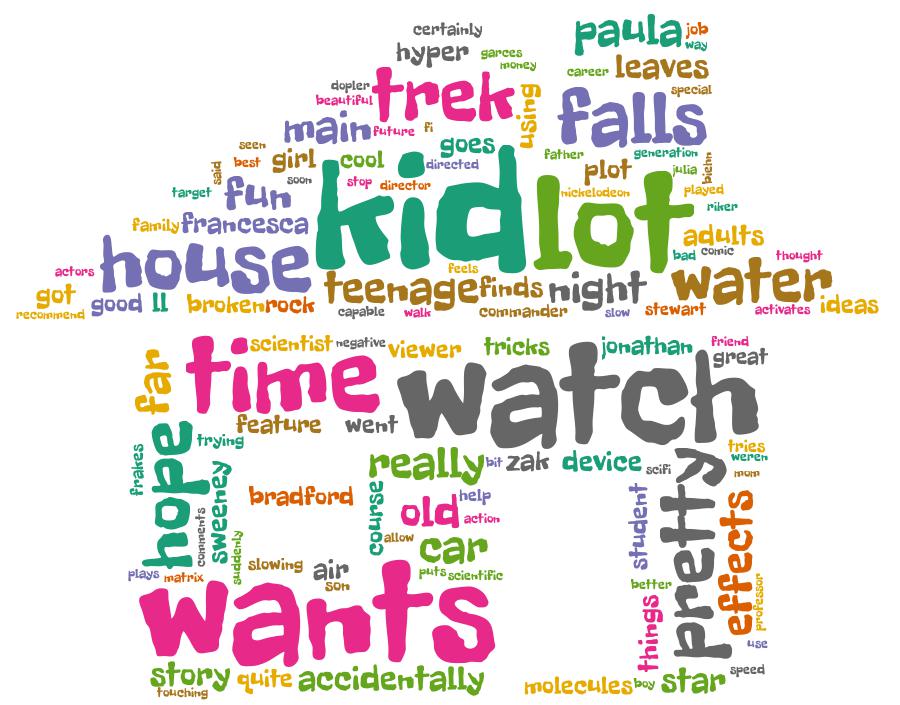 certainly
hyper
garces
money
paula
job
way
career
leaves
special
dopler
beautiful
trek
using
falls
main
future
fi
goes
seen
best
girl
cool
directed
father
generation
said
soon
stop
director
plot
julia
biehn
target
fun
nickelodeon
played
riker
family
francesca
kid
lot
adults
bad
comic
actors
house
feels
thought
got
good
ll
broken
rock
teenage
finds
night
water
recommend
capable
walk
commander
slow
stewart
activates
ideas
far
time
scientist
negative
viewer
tricks
jonathan
friend
great
watch
feature
went
hope
trying
frakes
comments
sweeney
suddenly
bradford
really
bit
zak
device
scifi
tries
weren
mom
course
old
help
action
allow
car
student
pretty
effects
professor
plays
matrix
slowing
air
son
puts
scientific
better
things
wants
use
story
quite
accidentally
touching
molecules
boy
star
speed